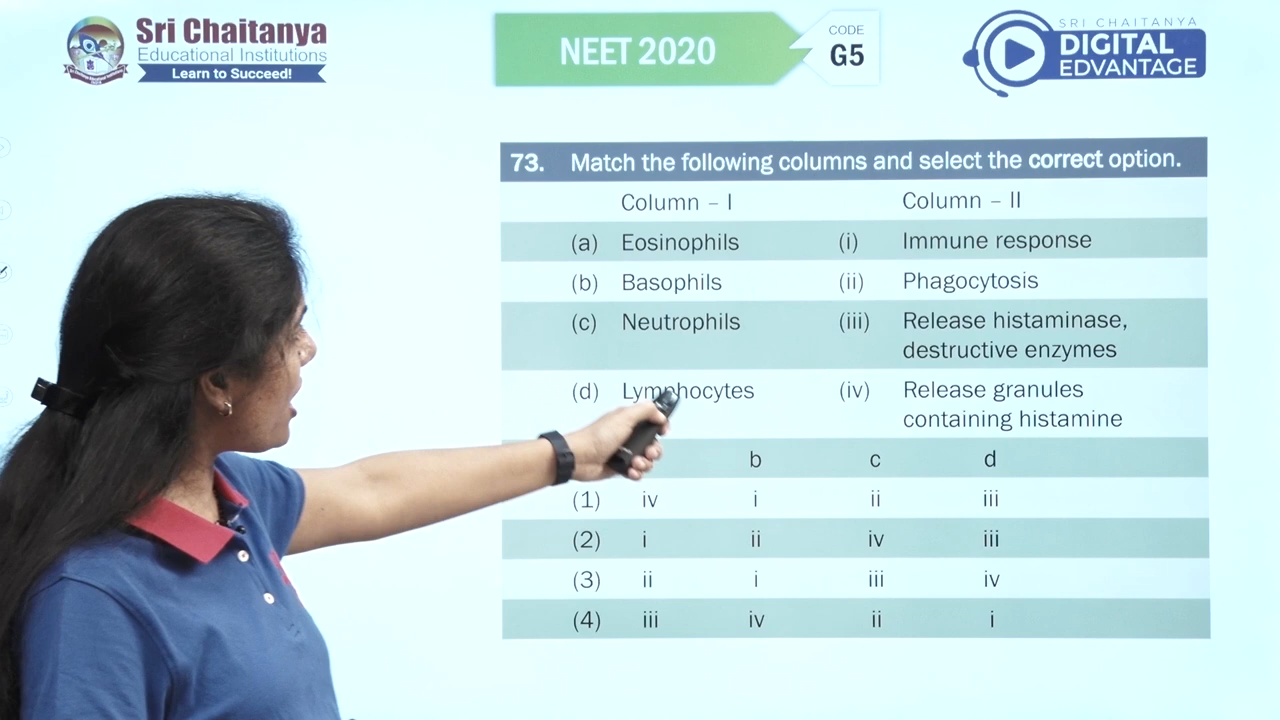 Sri Chaitanya
Educational Institutions
Learn to Succeed!
NEET 2020
CODE
G5
SRI CHAITANYA
DIGITAL
EDVANTAGE
73. Match the following columns and select the correct option.
Column – I Column – II
(a) Eosinophils (i) Immune response
(b) Basophils (ii) Phagocytosis
(c) Neutrophils (iii) Release histaminase,
destructive enzymes
(d) Lymphocytes (iv) Release granules
containing histamine
b c d
(1) iv i ii iii
(2) i ii iv iii
(3) ii i iii iv
(4) iii iv ii i